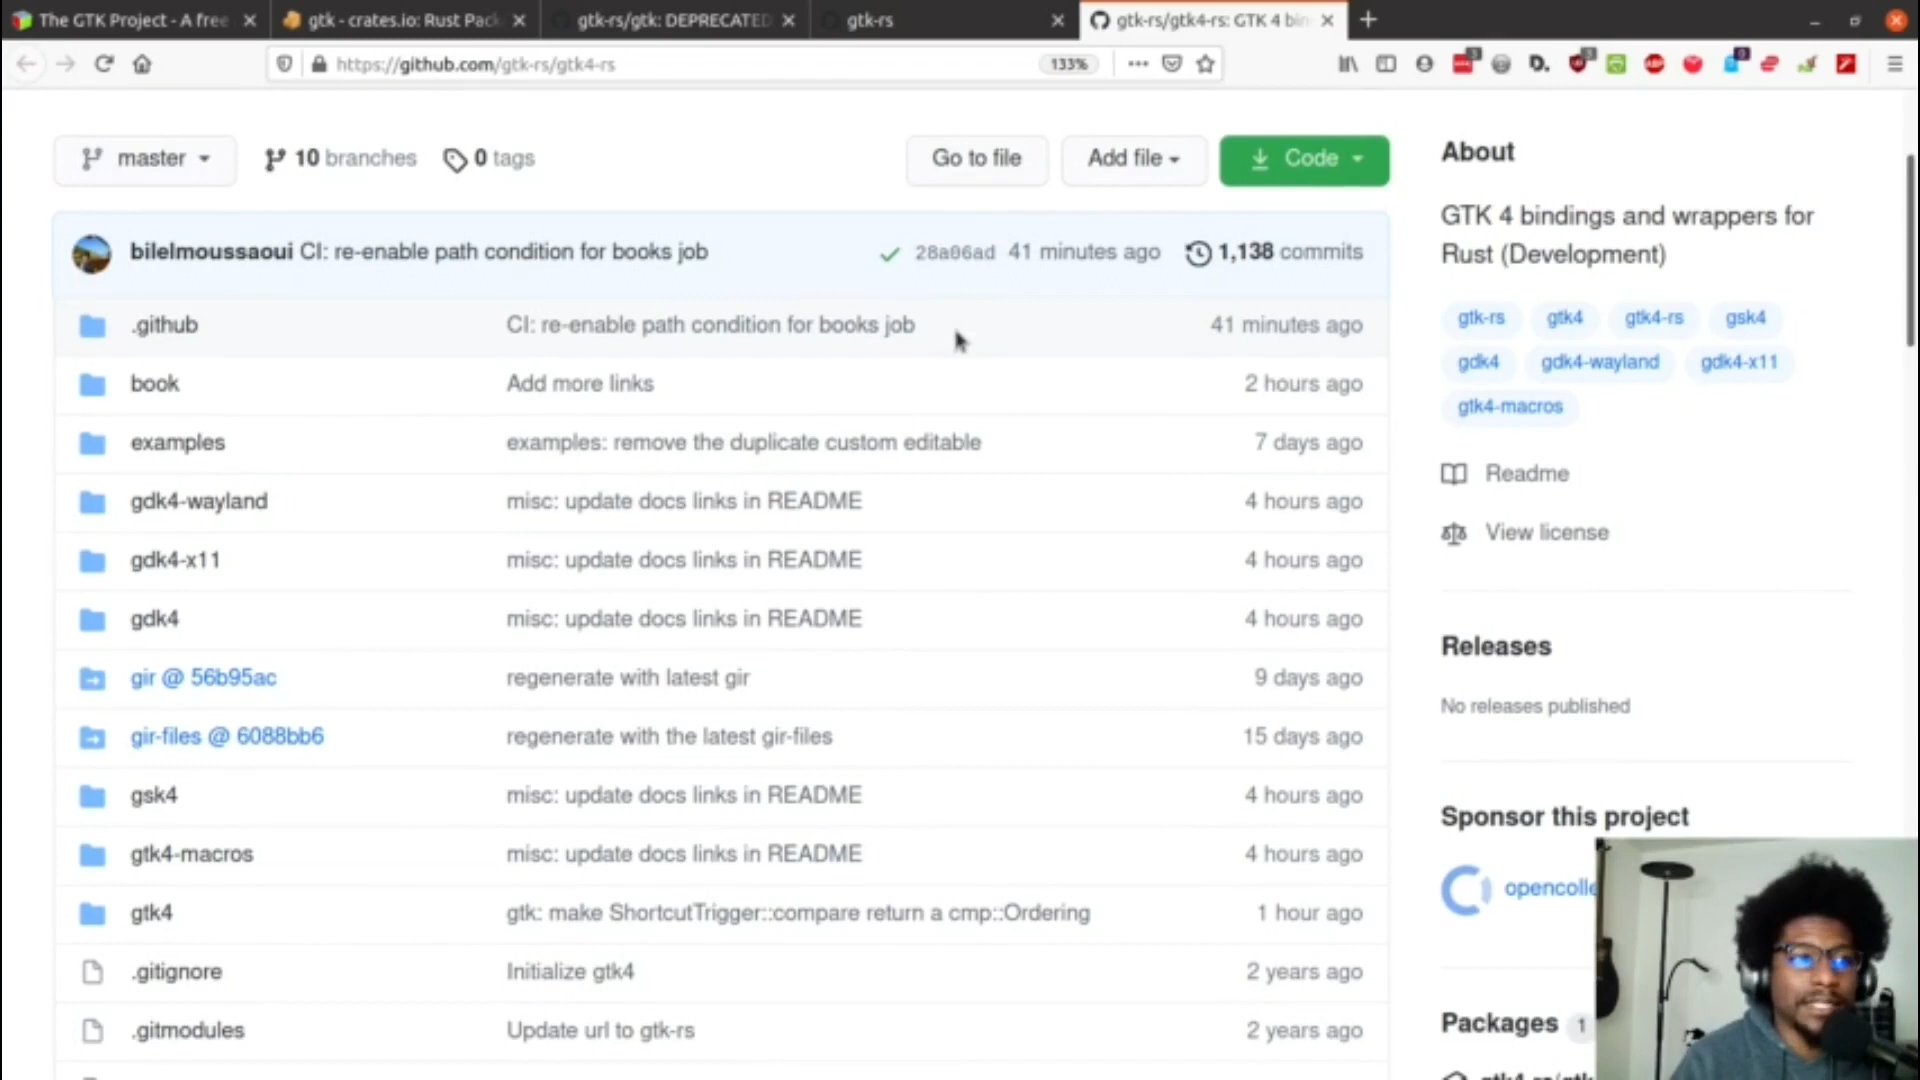 The GTK Project - A free
gtk - crates.io: Rust Pack
gtk-rs/gtk: DEPRECATED
gtk-rs
gtk-rs/gtk4-rs: GTK 4 bin
https://github.com/gtk-rs/gtk4-rs
133%
master
10 branches
0 tags
Go to file
Add file
Code
bilelmoussaoui CI: re-enable path condition for books job
28a06ad 41 minutes ago
1,138 commits
.github CI: re-enable path condition for books job 41 minutes ago
book Add more links 2 hours ago
examples examples: remove the duplicate custom editable 7 days ago
gdk4-wayland misc: update docs links in README 4 hours ago
gdk4-x11 misc: update docs links in README 4 hours ago
gdk4 misc: update docs links in README 4 hours ago
gir @ 56b95ac regenerate with latest gir 9 days ago
gir-files @ 6088bb6 regenerate with the latest gir-files 15 days ago
gsk4 misc: update docs links in README 4 hours ago
gtk4-macros misc: update docs links in README 4 hours ago
gtk4 gtk: make ShortcutTrigger::compare return a cmp::Ordering 1 hour ago
.gitignore Initialize gtk4 2 years ago
.gitmodules Update url to gtk-rs 2 years ago
About
GTK 4 bindings and wrappers for
Rust (Development)
gtk-rs gtk4 gtk4-rs gsk4
gdk4 gdk4-wayland gdk4-x11
gtk4-macros
Readme
View license
Releases
No releases published
Sponsor this project
opencolle
Packages 1